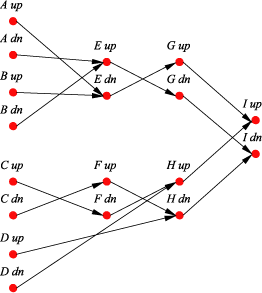 A up
A dn
B up
B dn
E up
E dn
G up
G dn
I up
I dn
C up
C dn
D up
D dn
F up
F dn
H up
H dn